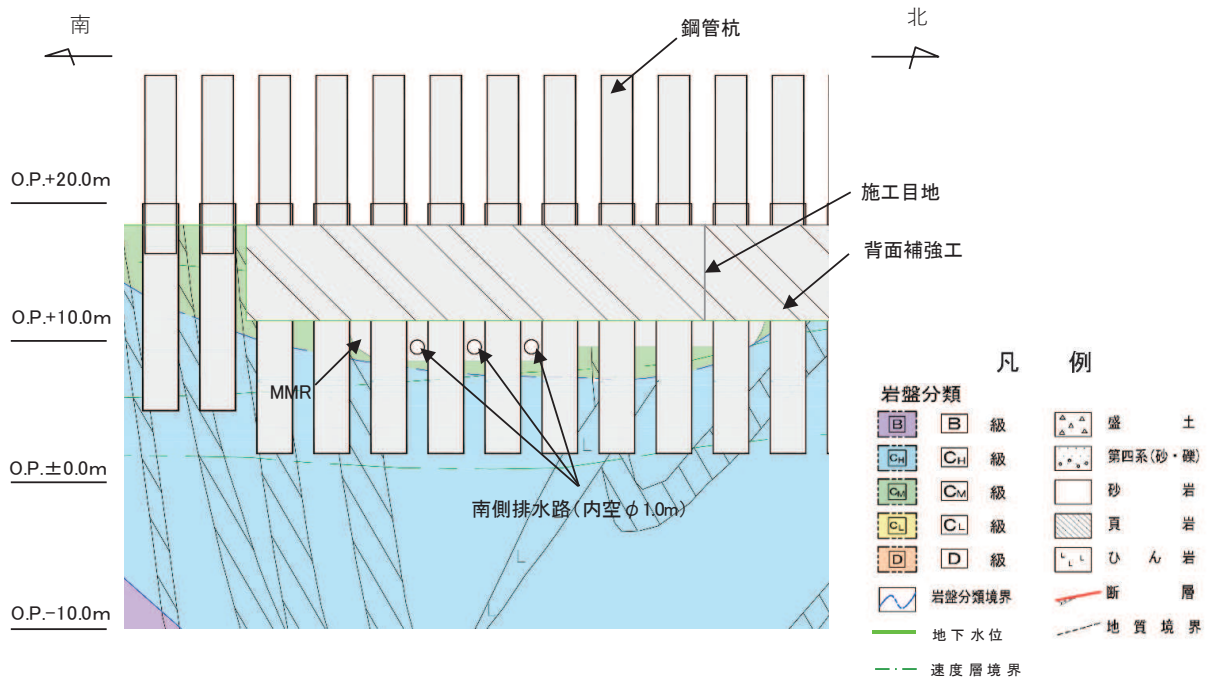 南
北
鋼管杭
O.P.+20.0m
施工目地
背面補強工
O.P.+10.0m
MMR
O.P.±0.0m
南側排水路(内空φ1.0m)
O.P.-10.0m
凡 例
岩盤分類
B B 級
CH CH 級
CM CM 級
CL CL 級
D D 級
岩盤分類境界
地下水位
速度層境界
盛 土
第四系(砂・礫)
砂 岩
頁 岩
ひ ん 岩
断 層
地 質 境 界